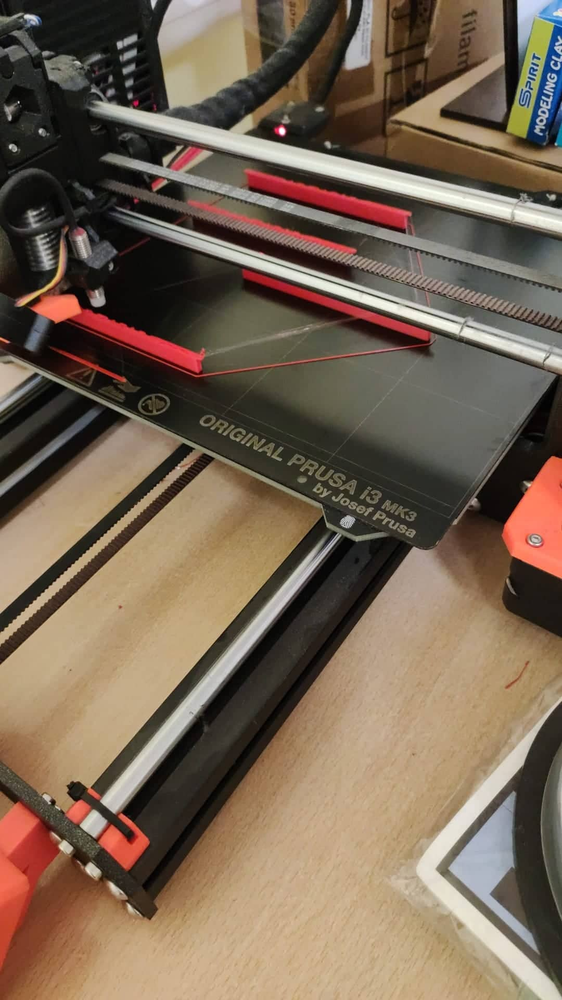 filam
SPIRIT
MODELING CLAY
ORIGINAL PRUSA i3 MK3
by Josef Prusa